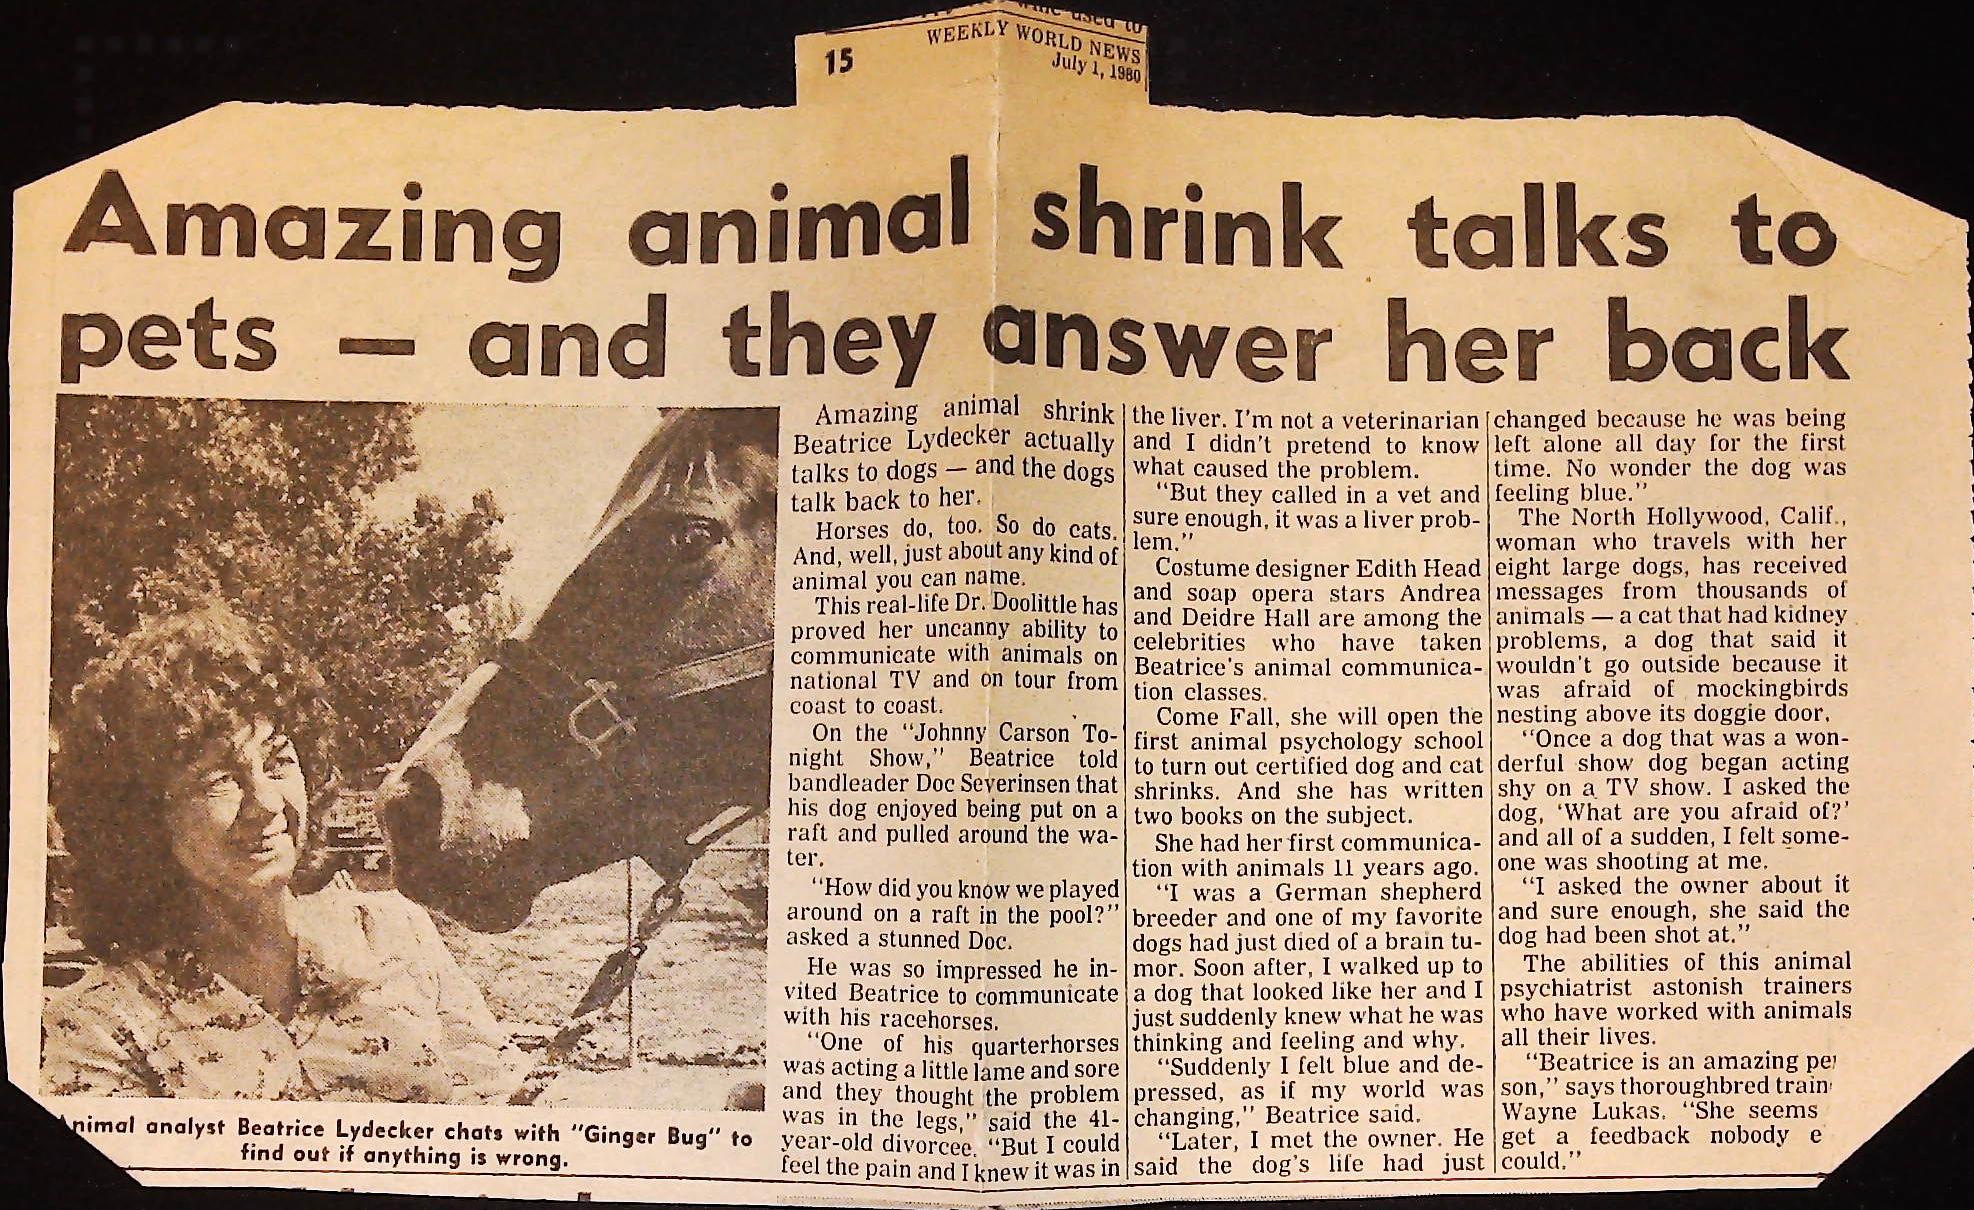 used to
15
WEEKLY WORLD NEWS
July 1, 1980
Amazing animal shrink talks to
pets — and they answer her back
Animal analyst Beatrice Lydecker chats with "Ginger Bug" to
find out if anything is wrong.
Amazing animal shrink
Beatrice Lydecker actually
talks to dogs — and the dogs
talk back to her.
Horses do, too. So do cats.
And, well, just about any kind of
animal you can name.
This real-life Dr. Doolittle has
proved her uncanny ability to
communicate with animals on
national TV and on tour from
coast to coast.
On the "Johnny Carson To-
night Show," Beatrice told
bandleader Doc Severinsen that
his dog enjoyed being put on a
raft and pulled around the wa-
ter.
"How did you know we played
around on a raft in the pool?"
asked a stunned Doc.
He was so impressed he in-
vited Beatrice to communicate
with his racehorses.
"One of his quarterhorses
was acting a little lame and sore
and they thought the problem
was in the legs," said the 41-
year-old divorcee. "But I could
feel the pain and I knew it was in
the liver. I'm not a veterinarian
and I didn't pretend to know
what caused the problem.
"But they called in a vet and
sure enough, it was a liver prob-
lem."
Costume designer Edith Head
and soap opera stars Andrea
and Deidre Hall are among the
celebrities who have taken
Beatrice's animal communica-
tion classes.
Come Fall, she will open the
first animal psychology school
to turn out certified dog and cat
shrinks. And she has written
two books on the subject.
She had her first communica-
tion with animals 11 years ago.
"I was a German shepherd
breeder and one of my favorite
dogs had just died of a brain tu-
mor. Soon after, I walked up to
a dog that looked like her and I
just suddenly knew what he was
thinking and feeling and why.
"Suddenly I felt blue and de-
pressed, as if my world was
changing," Beatrice said.
"Later, I met the owner. He
said the dog's life had just
changed because he was being
left alone all day for the first
time. No wonder the dog was
feeling blue."
The North Hollywood, Calif.,
woman who travels with her
eight large dogs, has received
messages from thousands of
animals — a cat that had kidney
problems, a dog that said it
wouldn't go outside because it
was afraid of mockingbirds
nesting above its doggie door.
"Once a dog that was a won-
derful show dog began acting
shy on a TV show. I asked the
dog, 'What are you afraid of?'
and all of a sudden, I felt some-
one was shooting at me.
"I asked the owner about it
and sure enough, she said the
dog had been shot at."
The abilities of this animal
psychiatrist astonish trainers
who have worked with animals
all their lives.
"Beatrice is an amazing per
son," says thoroughbred train
Wayne Lukas. "She seems
get a feedback nobody e
could."